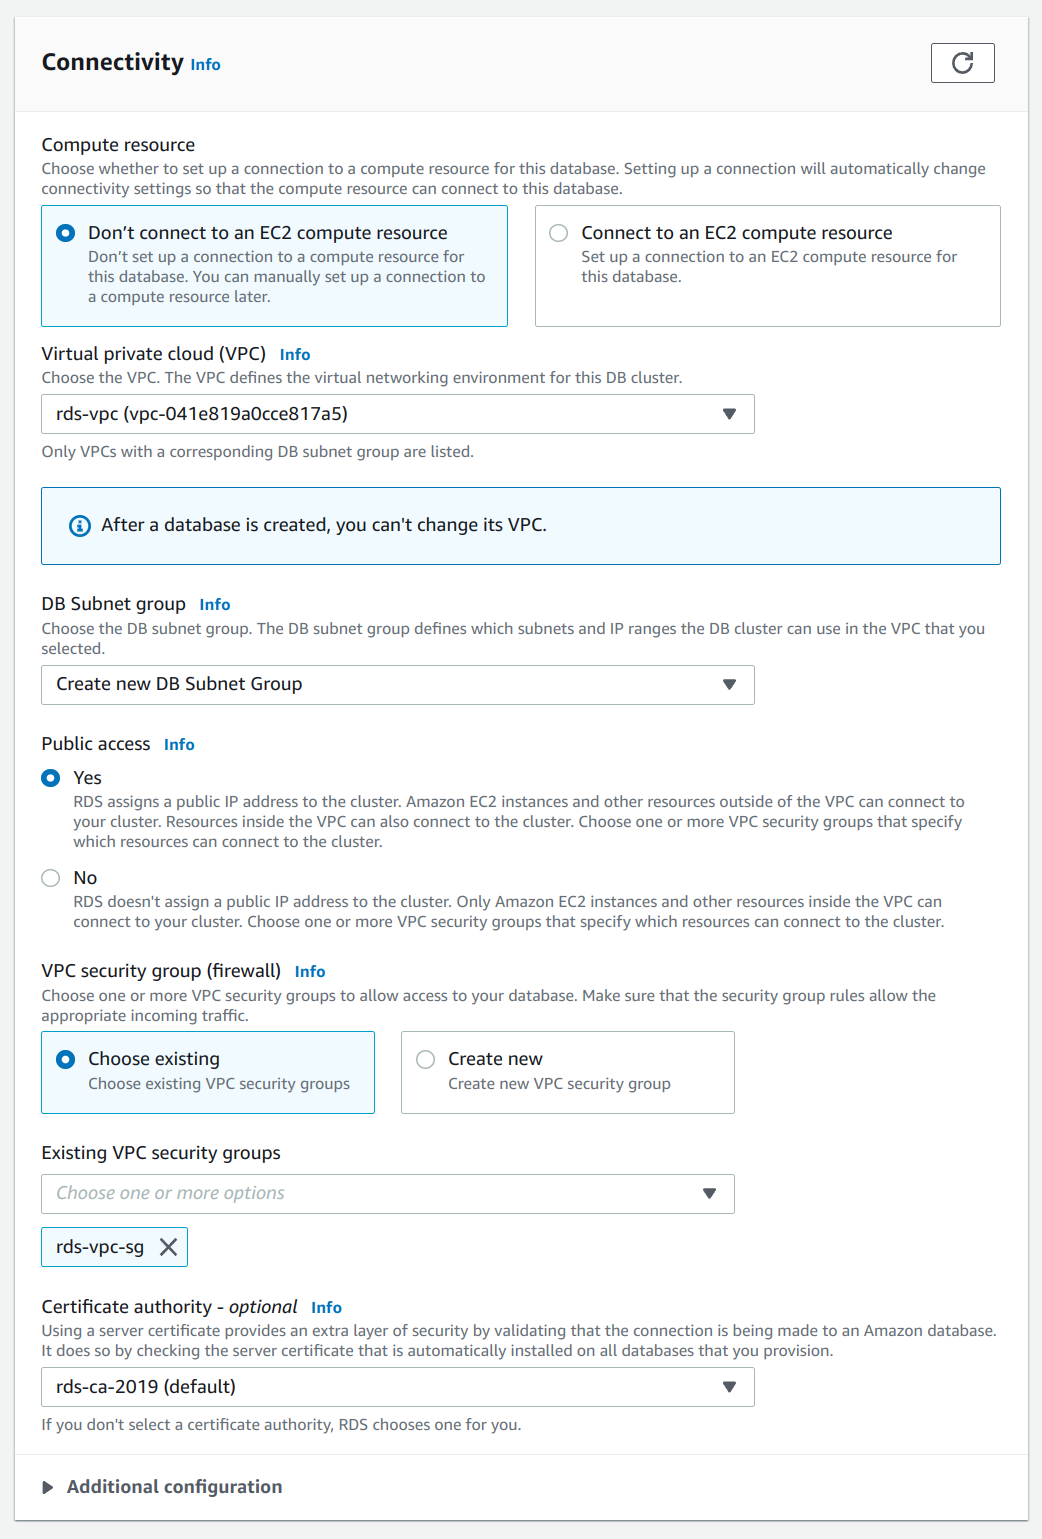 Connectivity Info
Compute resource
Choose whether to set up a connection to a compute resource for this database. Setting up a connection will automatically change
connectivity settings so that the compute resource can connect to this database.
Don’t connect to an EC2 compute resource
Don’t set up a connection to a compute resource for
this database. You can manually set up a connection to
a compute resource later.
Connect to an EC2 compute resource
Set up a connection to an EC2 compute resource for
this database.
Virtual private cloud (VPC) Info
Choose the VPC. The VPC defines the virtual networking environment for this DB cluster.
rds-vpc (vpc-041e819a0cce817a5)
Only VPCs with a corresponding DB subnet group are listed.
After a database is created, you can't change its VPC.
DB Subnet group Info
Choose the DB subnet group. The DB subnet group defines which subnets and IP ranges the DB cluster can use in the VPC that you
selected.
Create new DB Subnet Group
Public access Info
Yes
RDS assigns a public IP address to the cluster. Amazon EC2 instances and other resources outside of the VPC can connect to
your cluster. Resources inside the VPC can also connect to the cluster. Choose one or more VPC security groups that specify
which resources can connect to the cluster.
No
RDS doesn't assign a public IP address to the cluster. Only Amazon EC2 instances and other resources inside the VPC can
connect to your cluster. Choose one or more VPC security groups that specify which resources can connect to the cluster.
VPC security group (firewall) Info
Choose one or more VPC security groups to allow access to your database. Make sure that the security group rules allow the
appropriate incoming traffic.
Choose existing
Choose existing VPC security groups
Create new
Create new VPC security group
Existing VPC security groups
Choose one or more options
rds-vpc-sg
Certificate authority - optional Info
Using a server certificate provides an extra layer of security by validating that the connection is being made to an Amazon database.
It does so by checking the server certificate that is automatically installed on all databases that you provision.
rds-ca-2019 (default)
If you don't select a certificate authority, RDS chooses one for you.
Additional configuration